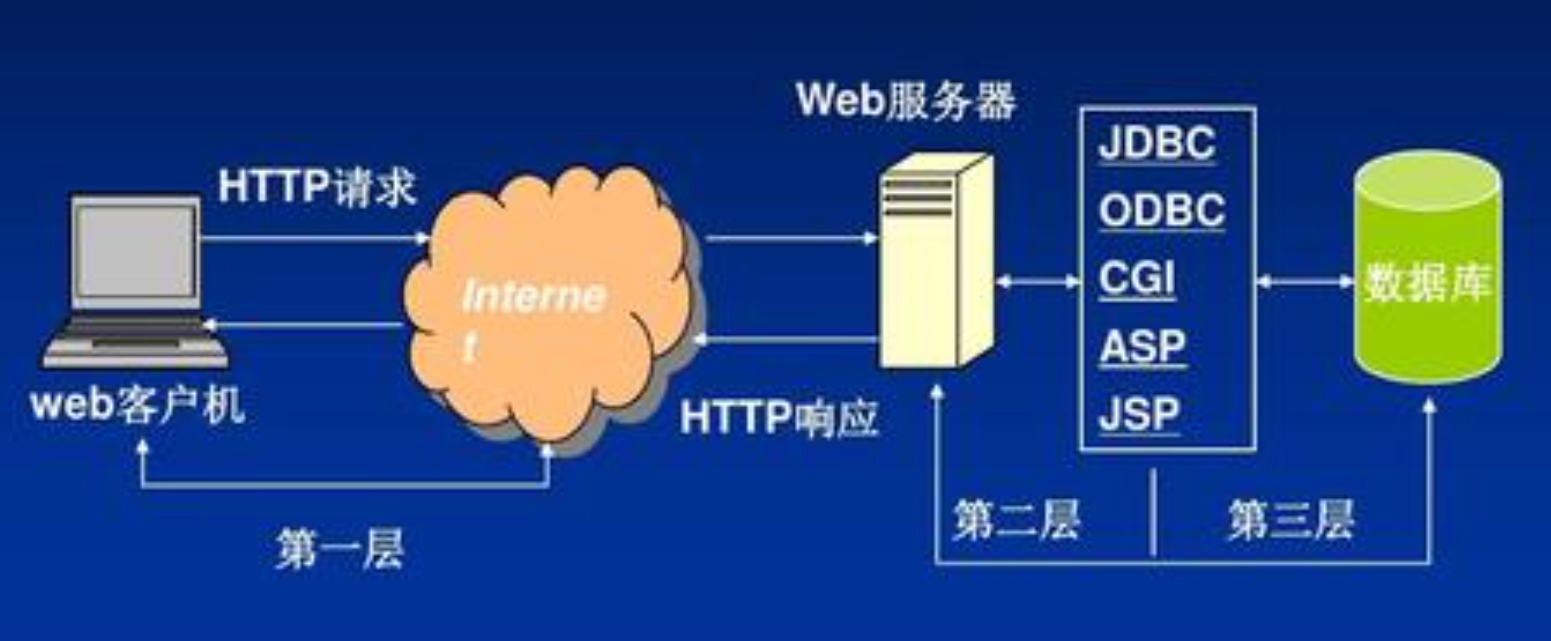 Web服务器
HTTP请求
JDBC
ODBC
CGI
ASP
JSP
Interne
t
数据库
web客户机
HTTP响应
第一层
第二层
第三层